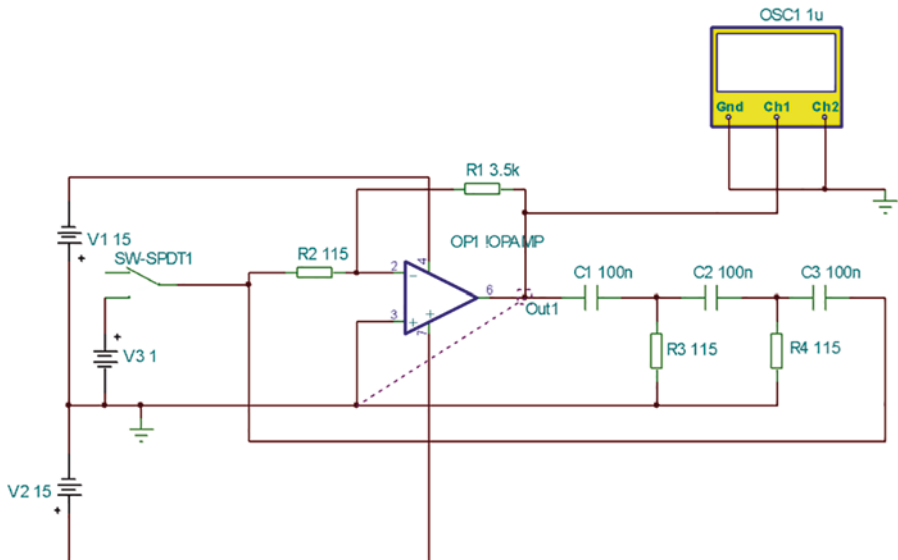 OSC1 1u
Gnd Ch1 Ch2
R1 3.5k
V1 15
+
SW-SPDT1
R2 115
OP1 !OPAMP
2
4
6
3
7
Out1
C1 100n
C2 100n
C3 100n
+
V3 1
R3 115
R4 115
V2 15
+